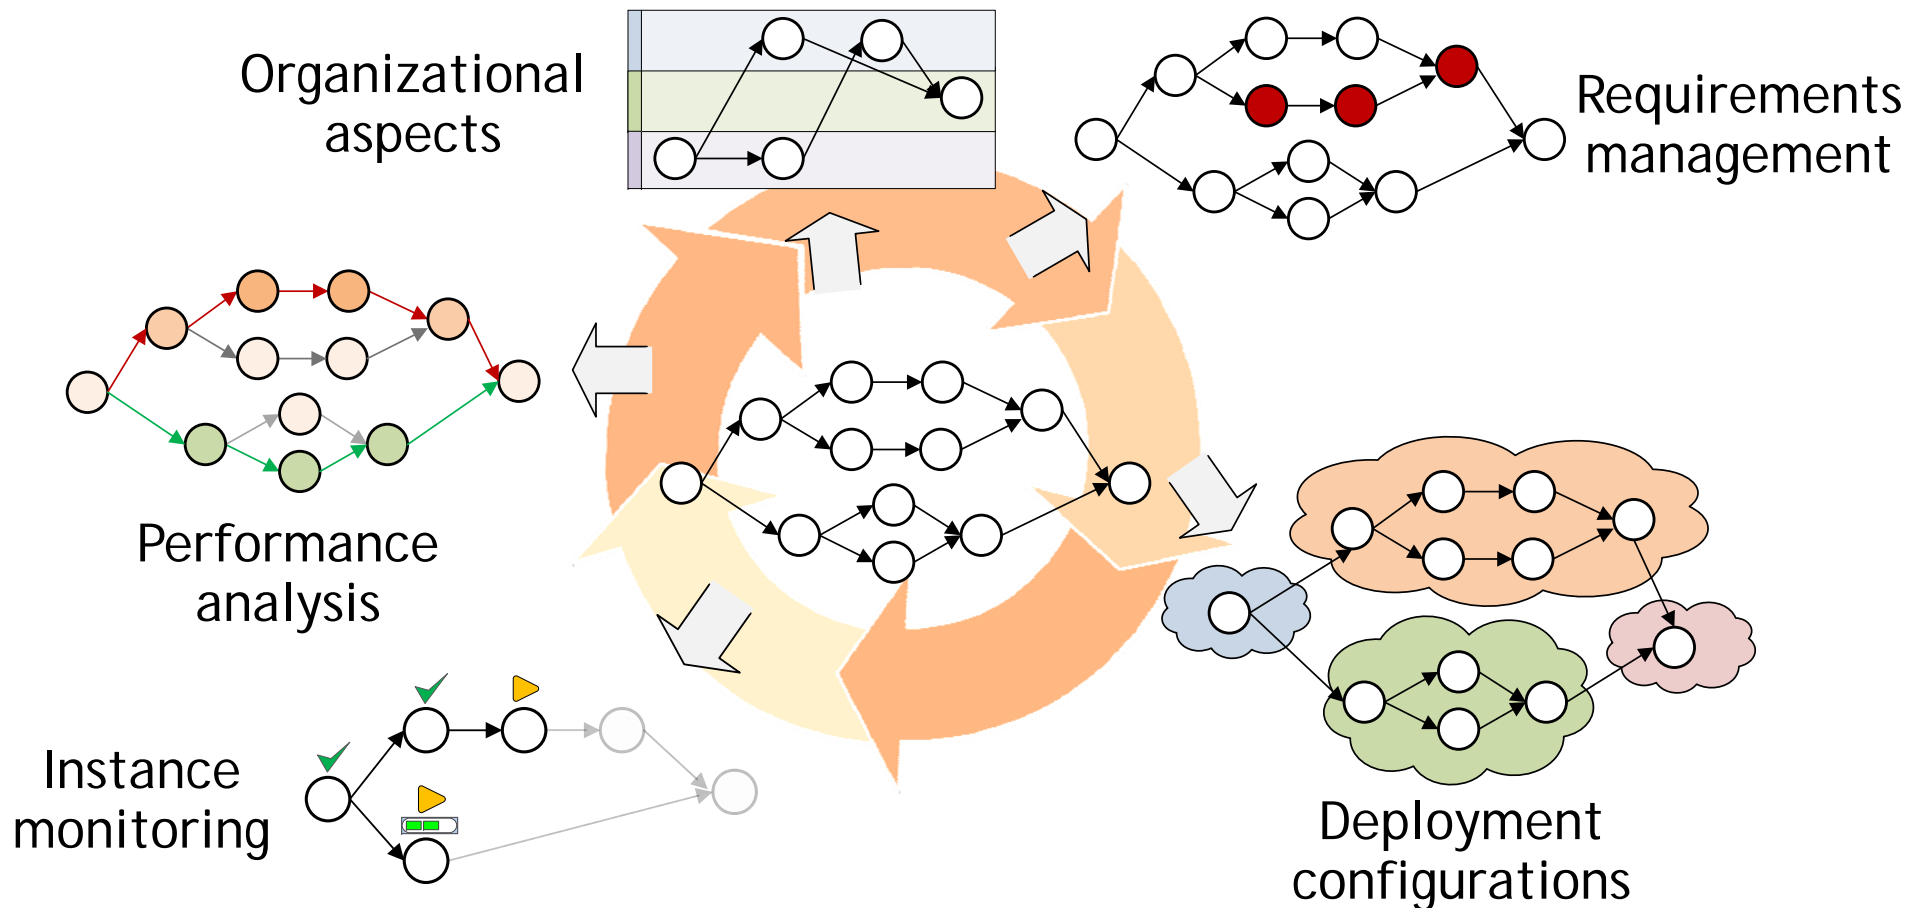 Organizational
aspects
Requirements
management
Performance
analysis
Instance
monitoring
Deployment
configurations